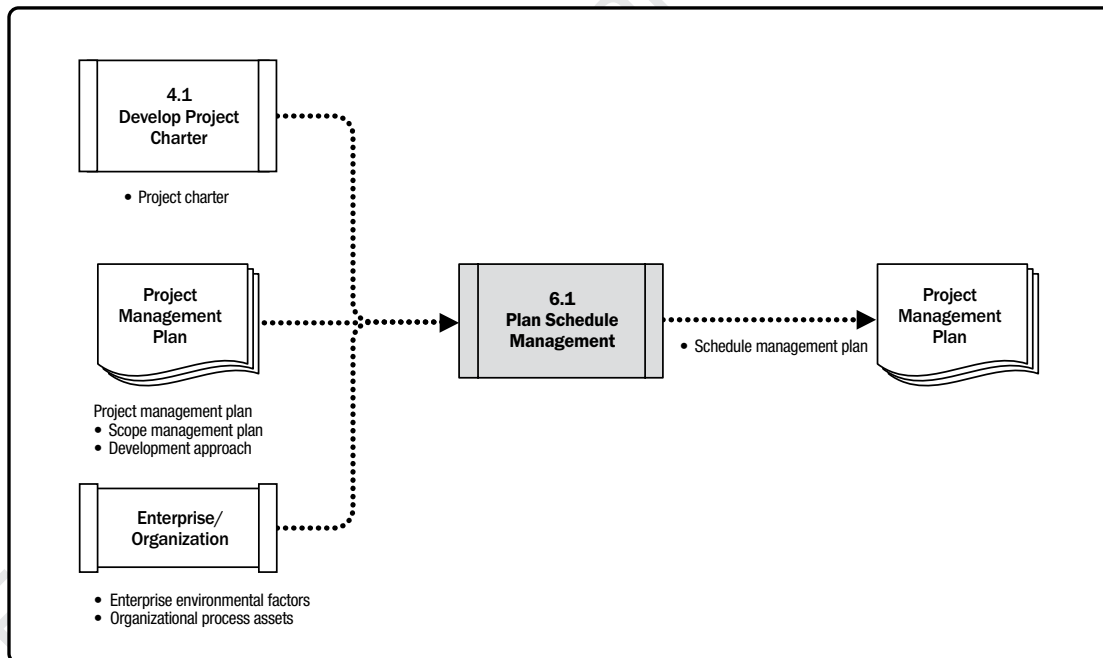 4.1
Develop Project
Charter
• Project charter
Project
Management
Plan
Project management plan
• Scope management plan
• Development approach
Enterprise/
Organization
• Enterprise environmental factors
• Organizational process assets
6.1
Plan Schedule
Management
• Schedule management plan
Project
Management
Plan